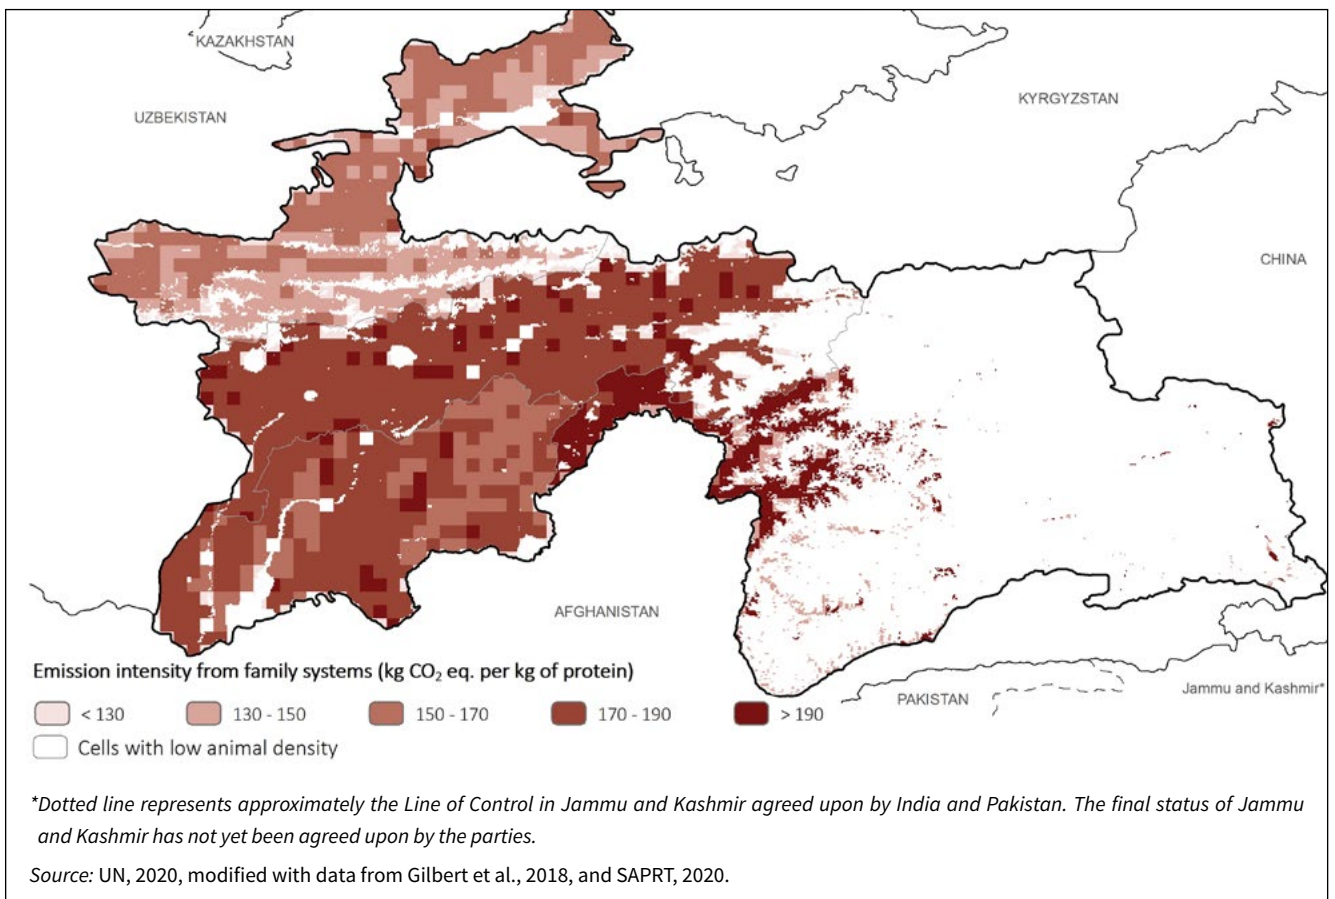 KAZAKHSTAN
UZBEKISTAN
KYRGYZSTAN
CHINA
AFGHANISTAN
PAKISTAN
Jammu and Kashmir*
Emission intensity from family systems (kg CO₂ eq. per kg of protein)
< 130
130 - 150
150 - 170
170 - 190
> 190
Cells with low animal density
*Dotted line represents approximately the Line of Control in Jammu and Kashmir agreed upon by India and Pakistan. The final status of Jammu
and Kashmir has not yet been agreed upon by the parties.
Source: UN, 2020, modified with data from Gilbert et al., 2018, and SAPRT, 2020.